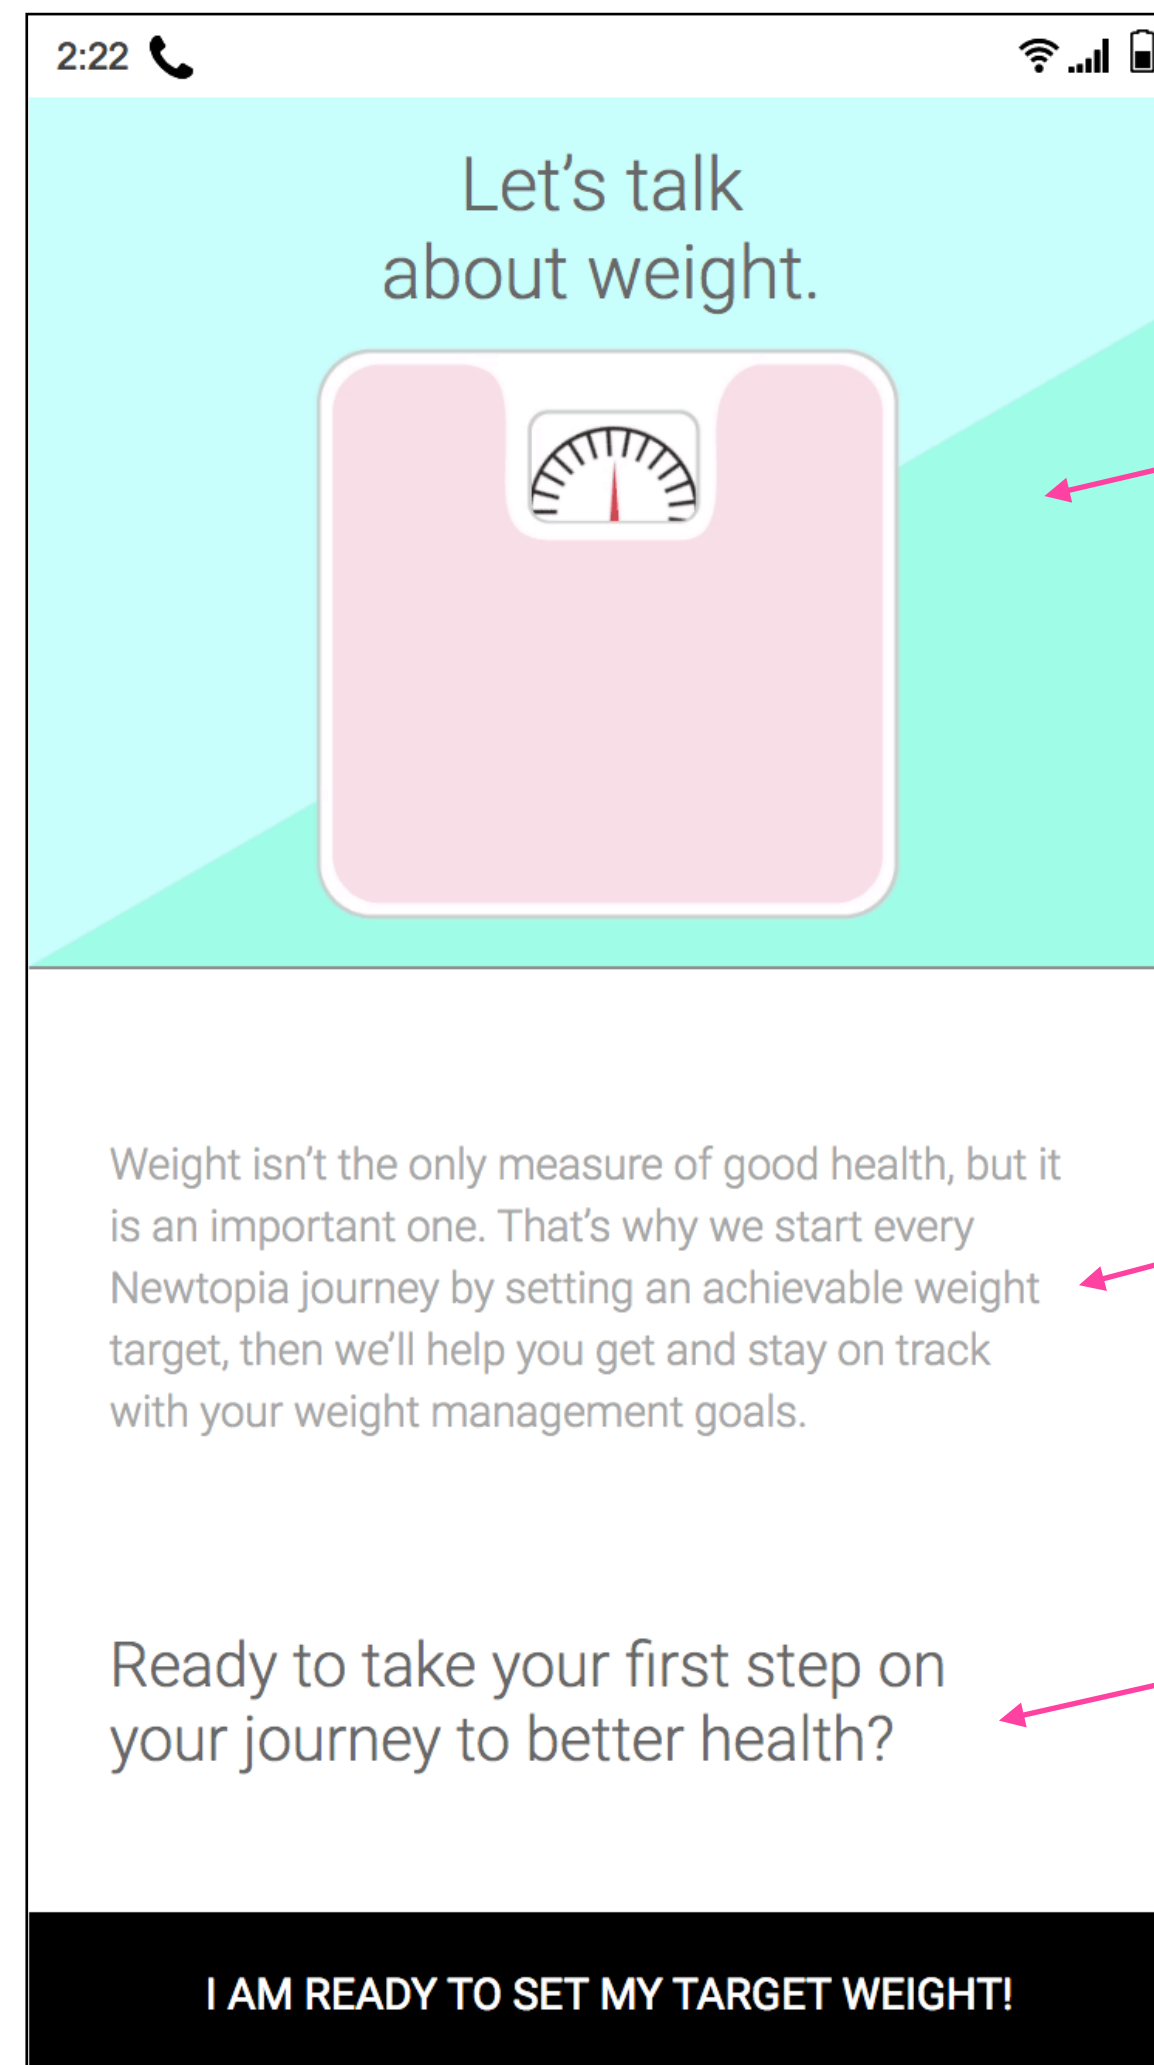 2:22
Let’s talk
about weight.
Weight isn’t the only measure of good health, but it
is an important one. That’s why we start every
Newtopia journey by setting an achievable weight
target, then we’ll help you get and stay on track
with your weight management goals.
Ready to take your first step on
your journey to better health?
I AM READY TO SET MY TARGET WEIGHT!